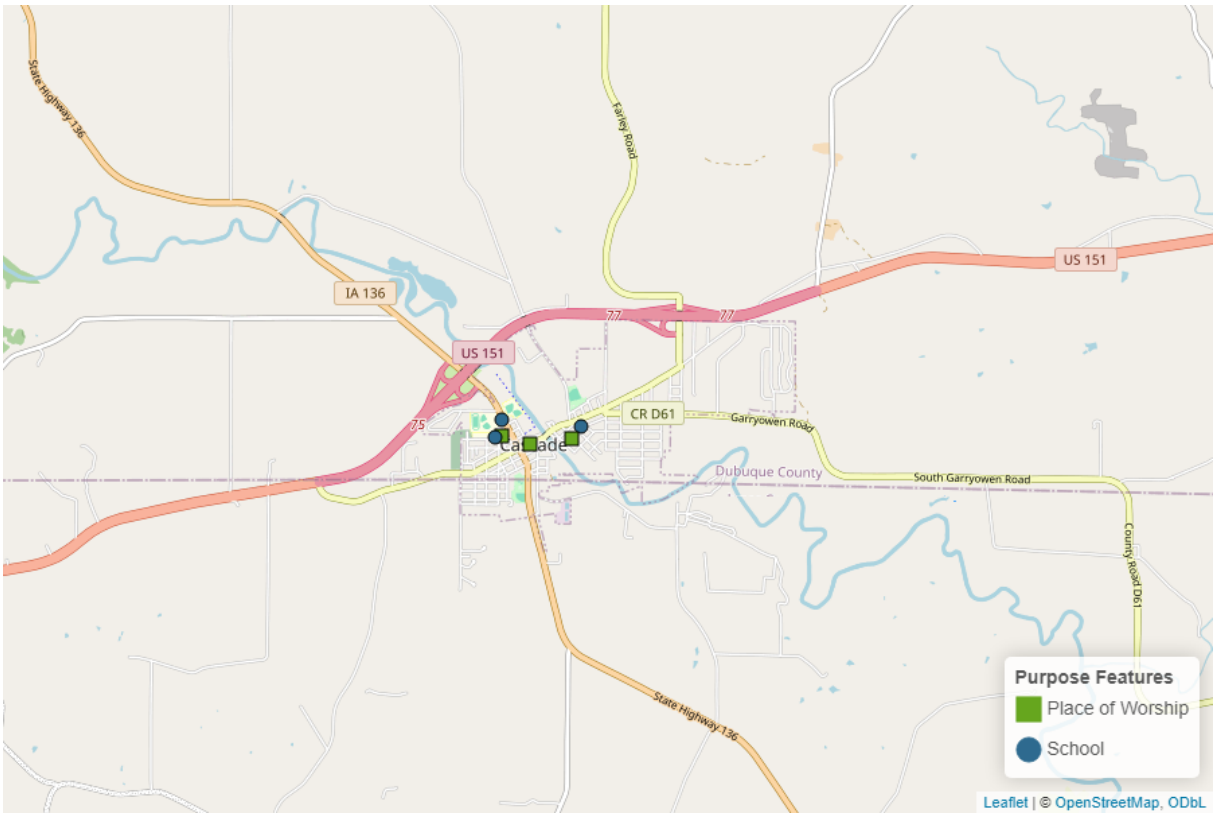 State Highway 136
Farley Road
US 151
IA 136
77
77
US 151
75
CR D61
Garryowen Road
Cascade
Dubuque County
South Garryowen Road
County Road D61
State Highway 136
Purpose Features
Place of Worship
School
Leaflet | © OpenStreetMap, ODbL